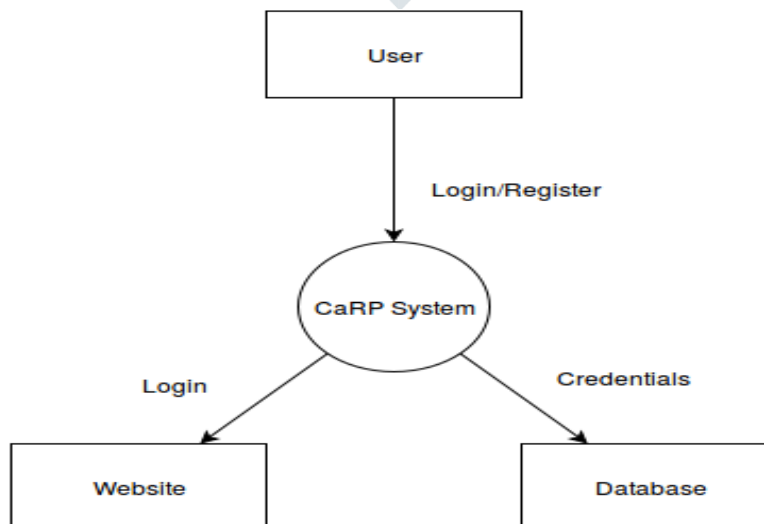 User
Login/Register
CaRP System
Login
Credentials
Website
Database